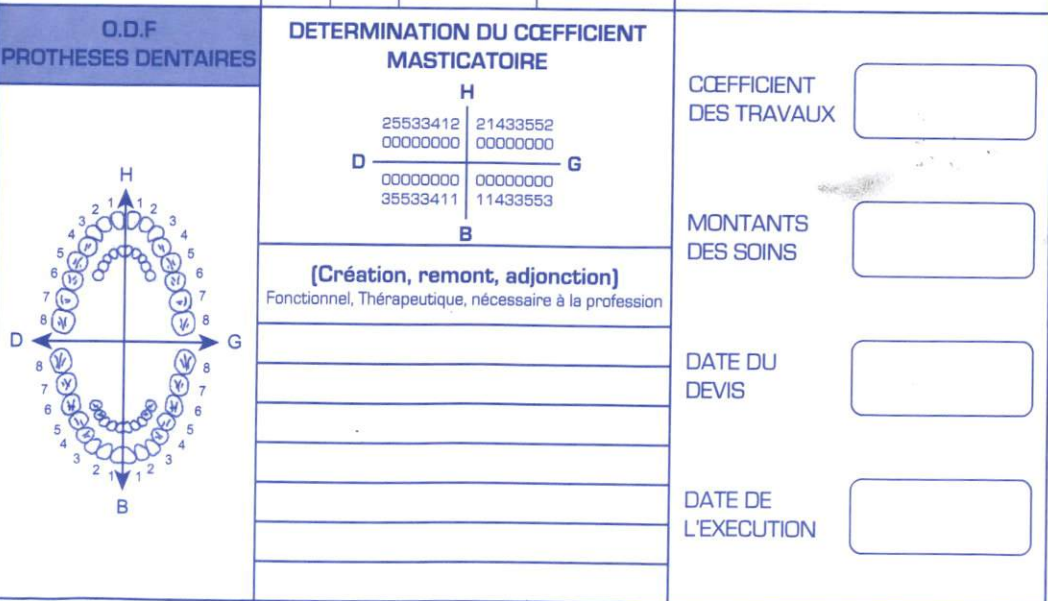 O.D.F
PROTHESES DENTAIRES
H
1 1
2 2
3 3
4 4
5 5
6 6
7 7
8 8
D G
8 8
7 7
6 6
5 5
4 4
3 3
2 2
1 1
B
DETERMINATION DU CŒFFICIENT
MASTICATOIRE
H
25533412 21433552
00000000 00000000
D G
00000000 00000000
35533411 11433553
B
(Création, remont, adjonction)
Fonctionnel, Thérapeutique, nécessaire à la profession
CŒFFICIENT
DES TRAVAUX
MONTANTS
DES SOINS
DATE DU
DEVIS
DATE DE
L'EXECUTION